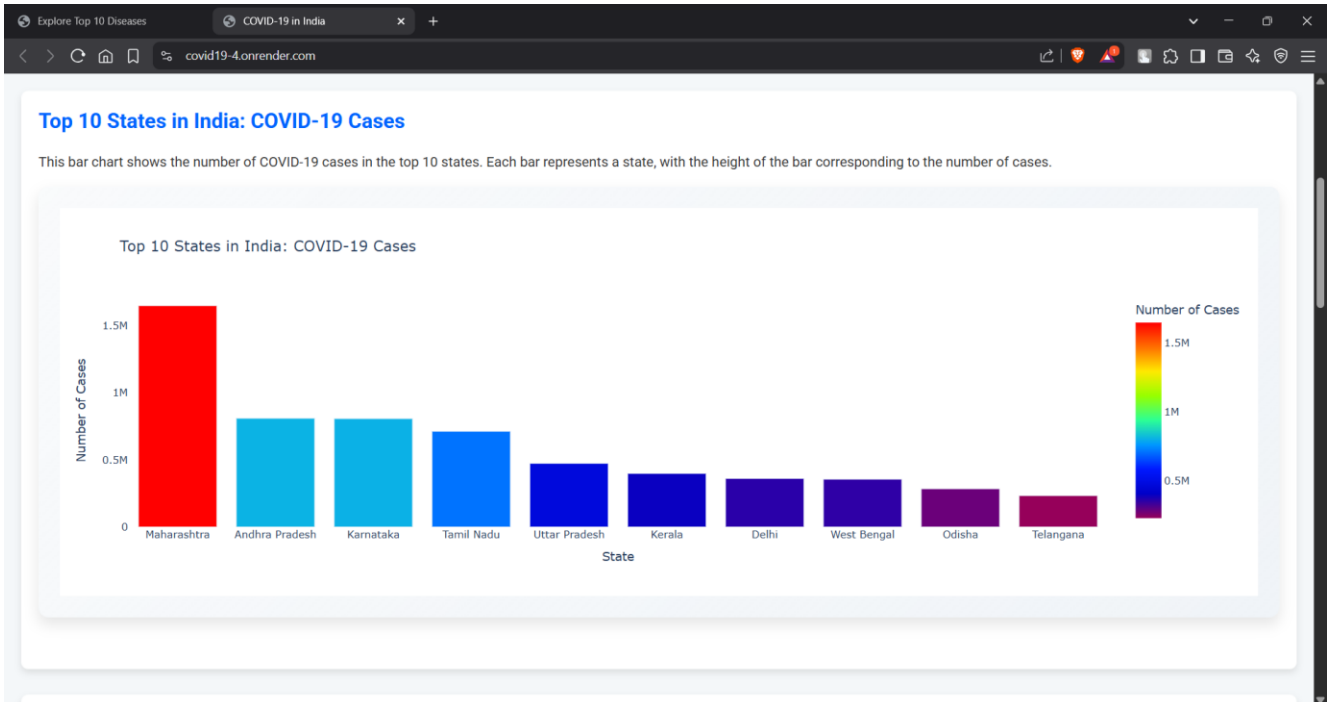 Explore Top 10 Diseases
COVID-19 in India
covid19-4.onrender.com
Top 10 States in India: COVID-19 Cases
This bar chart shows the number of COVID-19 cases in the top 10 states. Each bar represents a state, with the height of the bar corresponding to the number of cases.
Top 10 States in India: COVID-19 Cases
Number of Cases
1.5M
1M
0.5M
0
Maharashtra Andhra Pradesh Karnataka Tamil Nadu Uttar Pradesh Kerala Delhi West Bengal Odisha Telangana
State
Number of Cases
1.5M
1M
0.5M